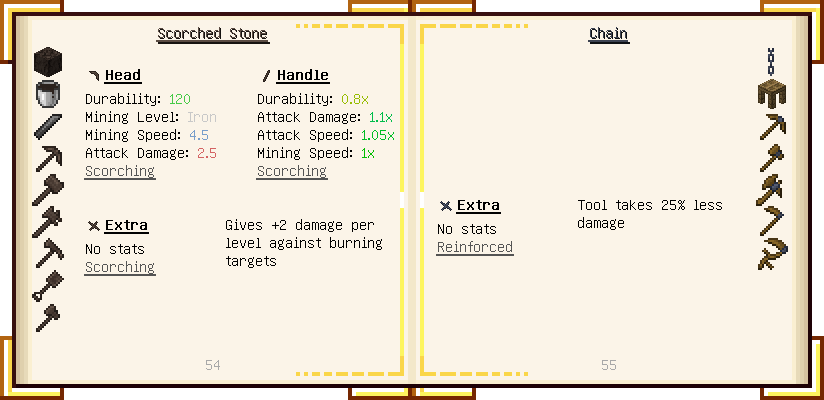 Scorched Stone
Head
Durability: 120
Mining Level: Iron
Mining Speed: 4.5
Attack Damage: 2.5
Scorching
Handle
Durability: 0.8x
Attack Damage: 1.1x
Attack Speed: 1.05x
Mining Speed: 1x
Scorching
Extra
No stats
Scorching
Gives +2 damage per
level against burning
targets
54
Chain
Extra
No stats
Reinforced
Tool takes 25% less
damage
55